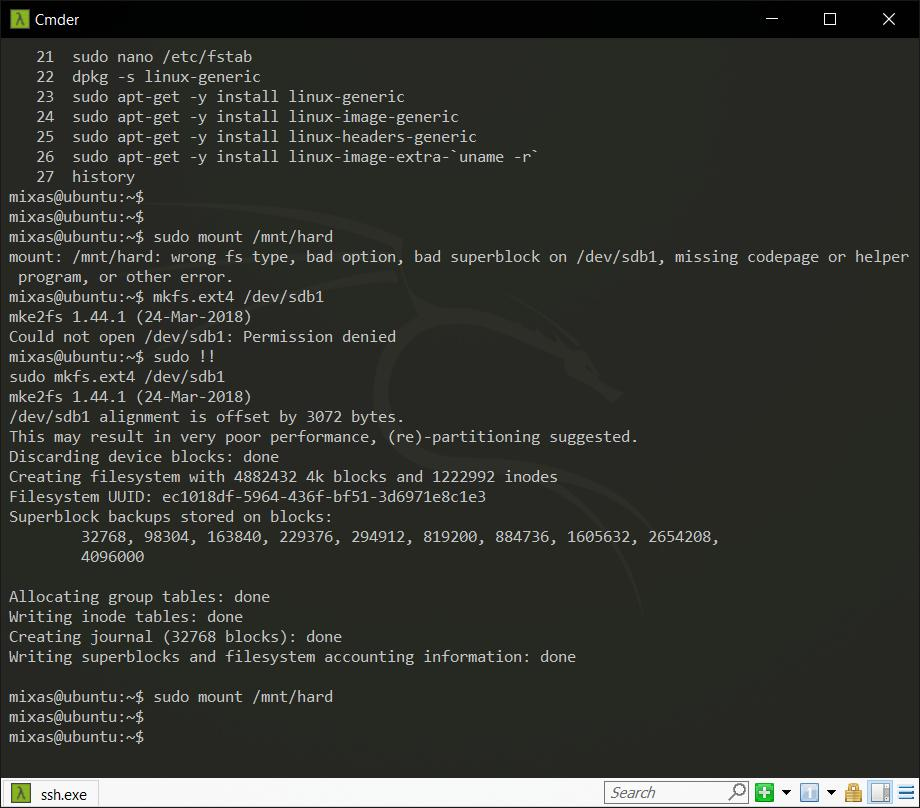 Cmder
21  sudo nano /etc/fstab
22  dpkg -s linux-generic
23  sudo apt-get -y install linux-generic
24  sudo apt-get -y install linux-image-generic
25  sudo apt-get -y install linux-headers-generic
26  sudo apt-get -y install linux-image-extra-`uname -r`
27  history
mixas@ubuntu:~$
mixas@ubuntu:~$
mixas@ubuntu:~$ sudo mount /mnt/hard
mount: /mnt/hard: wrong fs type, bad option, bad superblock on /dev/sdb1, missing codepage or helper
program, or other error.
mixas@ubuntu:~$ mkfs.ext4 /dev/sdb1
mke2fs 1.44.1 (24-Mar-2018)
Could not open /dev/sdb1: Permission denied
mixas@ubuntu:~$ sudo !!
sudo mkfs.ext4 /dev/sdb1
mke2fs 1.44.1 (24-Mar-2018)
/dev/sdb1 alignment is offset by 3072 bytes.
This may result in very poor performance, (re)-partitioning suggested.
Discarding device blocks: done
Creating filesystem with 4882432 4k blocks and 1222992 inodes
Filesystem UUID: ec1018df-5964-436f-bf51-3d6971e8c1e3
Superblock backups stored on blocks:
32768, 98304, 163840, 229376, 294912, 819200, 884736, 1605632, 2654208,
4096000
Allocating group tables: done
Writing inode tables: done
Creating journal (32768 blocks): done
Writing superblocks and filesystem accounting information: done
mixas@ubuntu:~$ sudo mount /mnt/hard
mixas@ubuntu:~$
mixas@ubuntu:~$
ssh.exe
Search